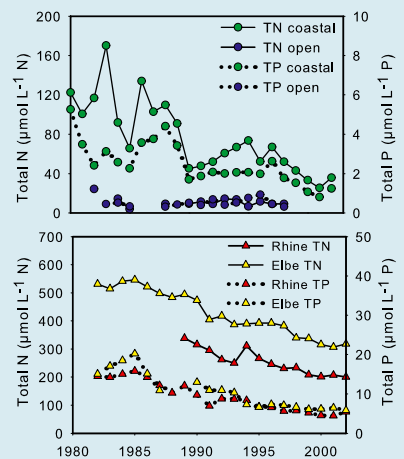 Total N (µmol L⁻¹ N)
200
160
120
80
40
0
TN coastal
TN open
TP coastal
TP open
10
8
6
4
2
0
Total P (µmol L⁻¹ P)
Total N (µmol L⁻¹ N)
700
600
500
400
300
200
100
0
Rhine TN
Elbe TN
Rhine TP
Elbe TP
50
40
30
20
10
0
Total P (µmol L⁻¹ P)
1980 1985 1990 1995 2000